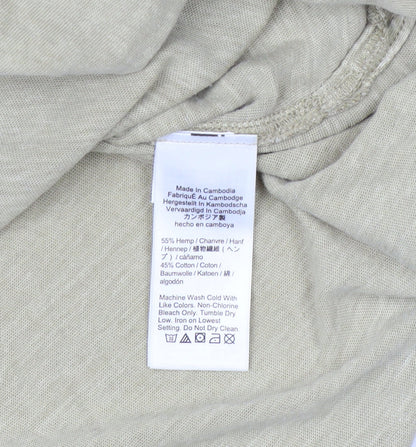 Made In Cambodia
FabriquÉ Au Cambodge
Hergestellt In Kambodscha
Vervaardigd In Cambodja
カンボジア製
hecho en camboya
55% Hemp / Chanvre / Hanf
/ Hennep / 植物繊維（ヘン
プ）/ cáñamo
45% Cotton / Coton /
Baumwolle / Katoen / 綿 /
algodón
Machine Wash Cold With
Like Colors. Non-Chlorine
Bleach Only. Tumble Dry
Low. Iron on Lowest
Setting. Do Not Dry Clean